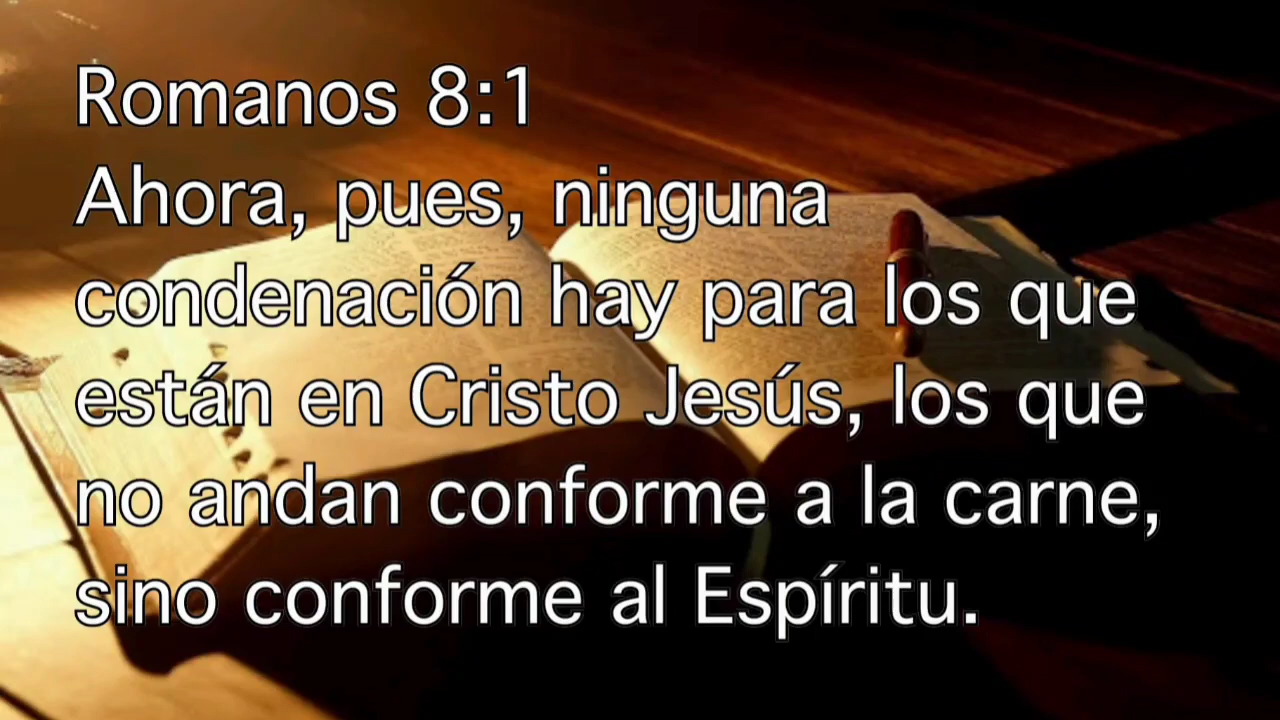 Romanos 8:1
Ahora, pues, ninguna
condenación hay para los que
están en Cristo Jesús, los que
no andan conforme a la carne,
sino conforme al Espíritu.